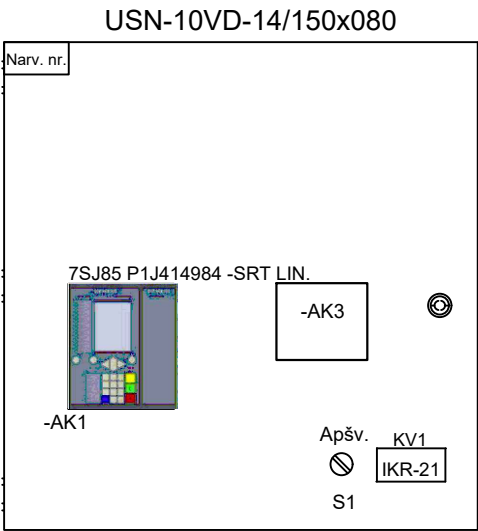 USN-10VD-14/150x080
Narv. nr.
7SJ85 P1J414984 -SRT LIN.
-AK3
-AK1
Apšv.
KV1
IKR-21
S1